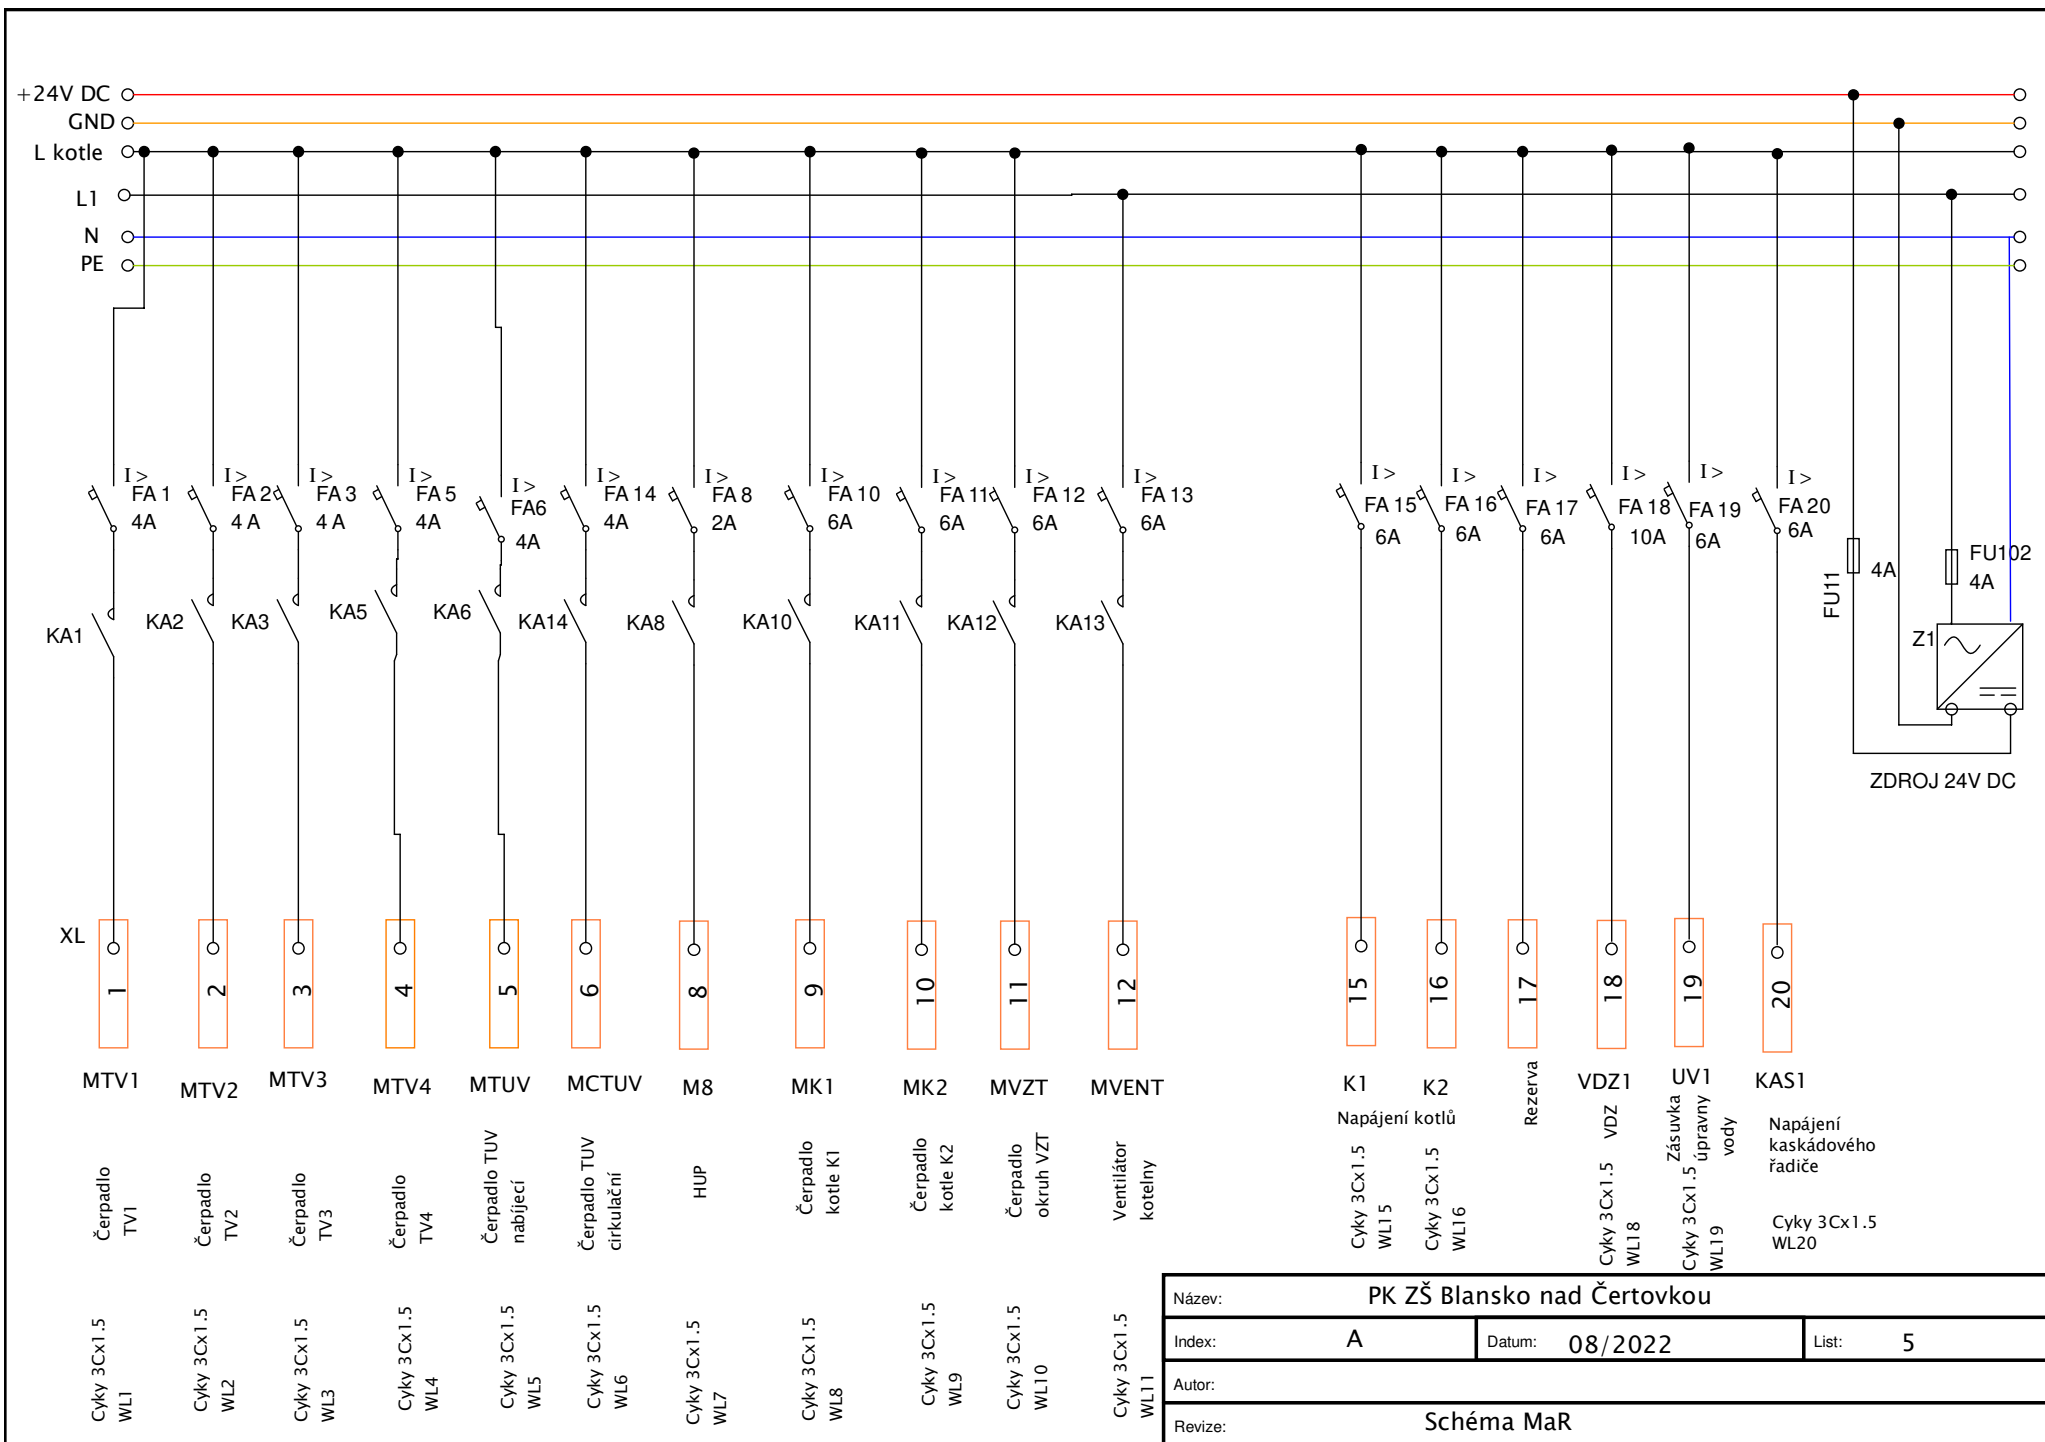 +24V DC
GND
L kotle
L1
N
PE
I >
FA 1
4A
I >
FA 2
4 A
I >
FA 3
4 A
I >
FA 5
4A
I >
FA6
4A
I >
FA 14
4A
I >
FA 8
2A
I >
FA 10
6A
I >
FA 11
6A
I >
FA 12
6A
I >
FA 13
6A
I >
FA 15
6A
I >
FA 16
6A
I >
FA 17
6A
I >
FA 18
10A
I >
FA 19
6A
I >
FA 20
6A
FU11
4A
FU102
4A
KA1
KA2
KA3
KA5
KA6
KA14
KA8
KA10
KA11
KA12
KA13
Z1
ZDROJ 24V DC
XL
1
2
3
4
5
6
8
9
10
11
12
15
16
17
18
19
20
MTV1
MTV2
MTV3
MTV4
MTUV
MCTUV
M8
MK1
MK2
MVZT
MVENT
K1
K2
Napájení kotlů
Rezerva
VDZ1
VDZ
UV1
Zásuvka
úpravny
vody
KAS1
Napájení
kaskádového
řadiče
Čerpadlo
TV1
Čerpadlo
TV2
Čerpadlo
TV3
Čerpadlo
TV4
Čerpadlo TUV
nabíjecí
Čerpadlo TUV
cirkulační
HUP
Čerpadlo
kotle K1
Čerpadlo
kotle K2
Čerpadlo
okruh VZT
Ventilátor
kotelny
Cyky 3Cx1.5
WL15
Cyky 3Cx1.5
WL16
Cyky 3Cx1.5
WL18
Cyky 3Cx1.5
WL19
Cyky 3Cx1.5
WL20
Cyky 3Cx1.5
WL1
Cyky 3Cx1.5
WL2
Cyky 3Cx1.5
WL3
Cyky 3Cx1.5
WL4
Cyky 3Cx1.5
WL5
Cyky 3Cx1.5
WL6
Cyky 3Cx1.5
WL7
Cyky 3Cx1.5
WL8
Cyky 3Cx1.5
WL9
Cyky 3Cx1.5
WL10
Cyky 3Cx1.5
WL11
Název: PK ZŠ Blansko nad Čertovkou
Index: A Datum: 08/2022 List: 5
Autor:
Revize: Schéma MaR